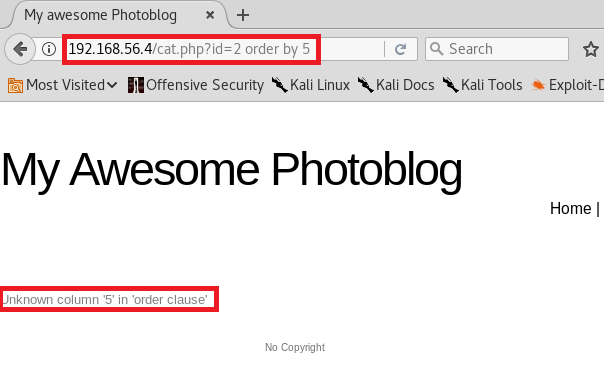 My awesome Photoblog
192.168.56.4/cat.php?id=2 order by 5
Search
Most Visited
Offensive Security
Kali Linux
Kali Docs
Kali Tools
Exploit-D
My Awesome Photoblog
Home |
Unknown column '5' in 'order clause'
No Copyright